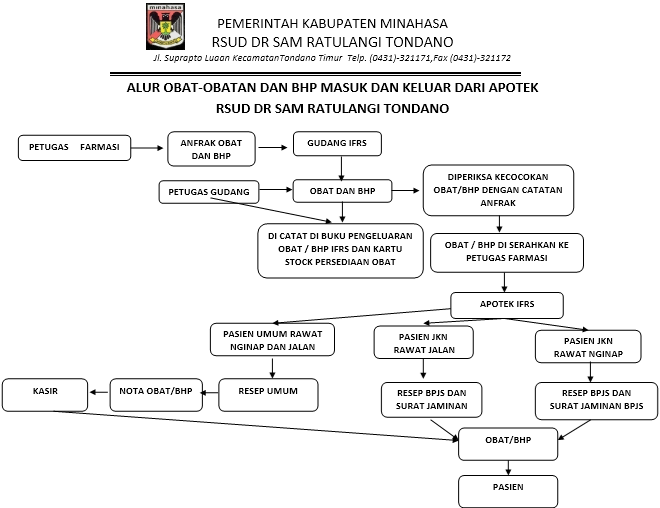 minahasa
PEMERINTAH KABUPATEN MINAHASA
RSUD DR SAM RATULANGI TONDANO
Jl. Suprapto Luaan KecamatanTondano Timur Telp. (0431)-321171,Fax (0431)-321172
ALUR OBAT-OBATAN DAN BHP MASUK DAN KELUAR DARI APOTEK
RSUD DR SAM RATULANGI TONDANO
PETUGAS FARMASI
ANFRAK OBAT
DAN BHP
GUDANG IFRS
PETUGAS GUDANG
OBAT DAN BHP
DIPERIKSA KECOCOKAN
OBAT/BHP DENGAN CATATAN
ANFRAK
DI CATAT DI BUKU PENGELUARAN
OBAT / BHP IFRS DAN KARTU
STOCK PERSEDIAAN OBAT
OBAT / BHP DI SERAHKAN KE
PETUGAS FARMASI
APOTEK IFRS
PASIEN UMUM RAWAT
NGINAP DAN JALAN
PASIEN JKN
RAWAT JALAN
PASIEN JKN
RAWAT NGINAP
KASIR
NOTA OBAT/BHP
RESEP UMUM
RESEP BPJS DAN
SURAT JAMINAN
RESEP BPJS DAN
SURAT JAMINAN BPJS
OBAT/BHP
PASIEN